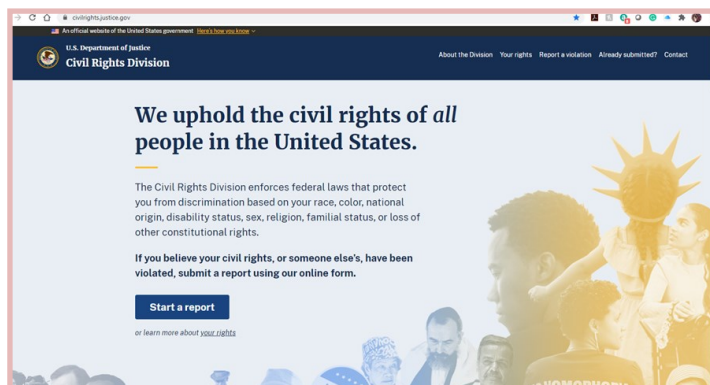 civilrights.justice.gov
An official website of the United States government Here's how you know
U.S. Department of Justice
Civil Rights Division
About the Division Your rights Report a violation Already submitted? Contact
We uphold the civil rights of all
people in the United States.
The Civil Rights Division enforces federal laws that protect
you from discrimination based on your race, color, national
origin, disability status, sex, religion, familial status, or loss of
other constitutional rights.
If you believe your civil rights, or someone else's, have been
violated, submit a report using our online form.
Start a report
or learn more about your rights